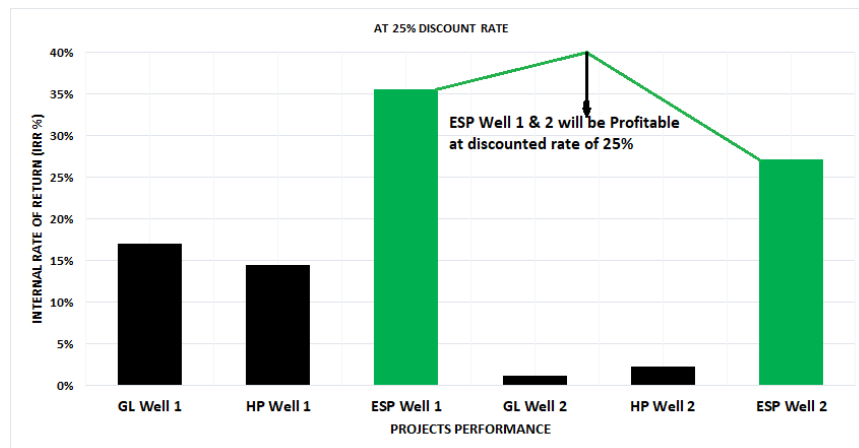 AT 25% DISCOUNT RATE
40%
35%
30%
25%
20%
15%
10%
5%
0%
INTERNAL RATE OF RETURN (IRR %)
ESP Well 1 & 2 will be Profitable
at discounted rate of 25%
GL Well 1
HP Well 1
ESP Well 1
GL Well 2
HP Well 2
ESP Well 2
PROJECTS PERFORMANCE